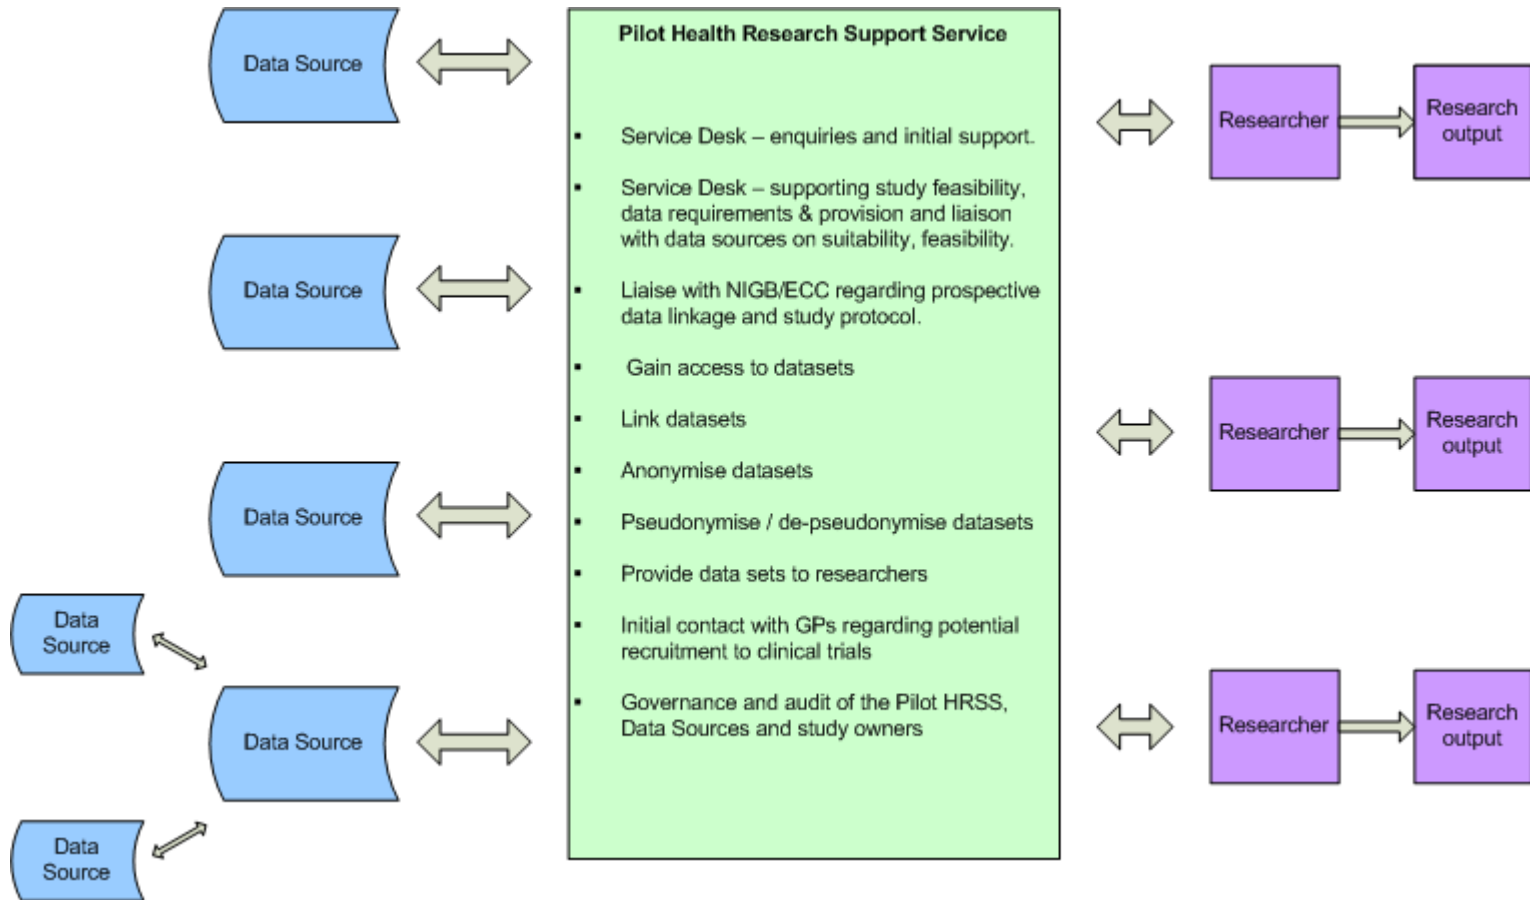 Data Source
Data Source
Data Source
Data
Source
Data Source
Data
Source
Pilot Health Research Support Service
▪ Service Desk – enquiries and initial support.
▪ Service Desk – supporting study feasibility,
data requirements & provision and liaison
with data sources on suitability, feasibility.
▪ Liaise with NIGB/ECC regarding prospective
data linkage and study protocol.
▪ Gain access to datasets
▪ Link datasets
▪ Anonymise datasets
▪ Pseudonymise / de-pseudonymise datasets
▪ Provide data sets to researchers
▪ Initial contact with GPs regarding potential
recruitment to clinical trials
▪ Governance and audit of the Pilot HRSS,
Data Sources and study owners
Researcher
Research
output
Researcher
Research
output
Researcher
Research
output